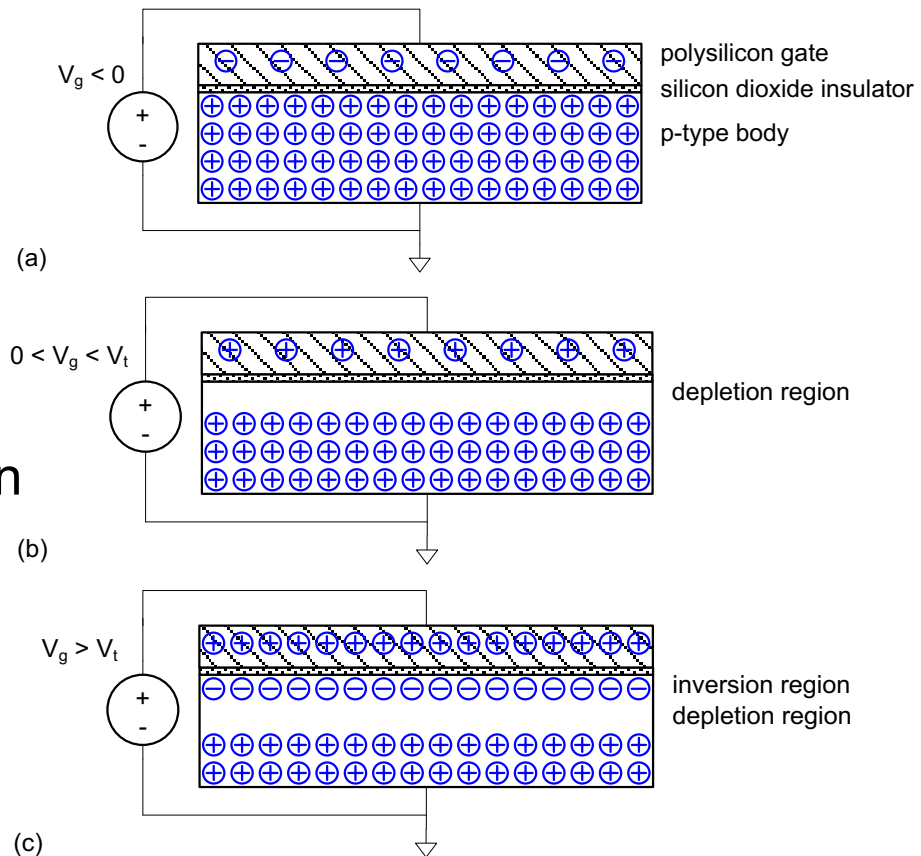 polysilicon gate
V_g < 0
silicon dioxide insulator
+
p-type body
-
(a)
0 < V_g < V_t
depletion region
+
-
n
(b)
V_g > V_t
inversion region
+
depletion region
-
(c)